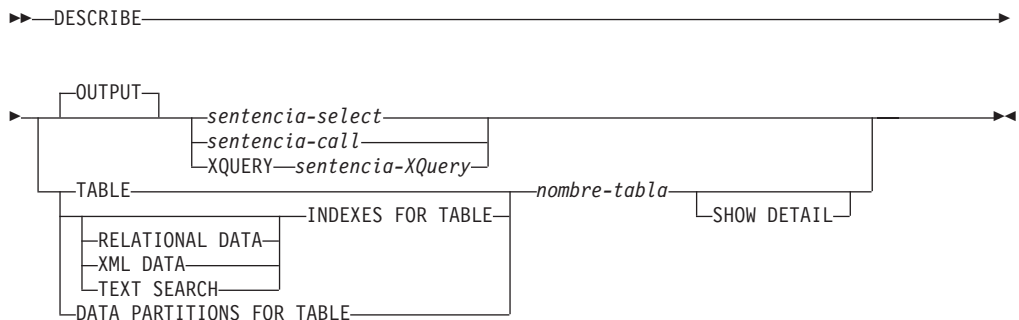 DESCRIBE
OUTPUT
sentencia-select
sentencia-call
XQUERY sentencia-XQuery
TABLE nombre-tabla
INDEXES FOR TABLE SHOW DETAIL
RELATIONAL DATA
XML DATA
TEXT SEARCH
DATA PARTITIONS FOR TABLE